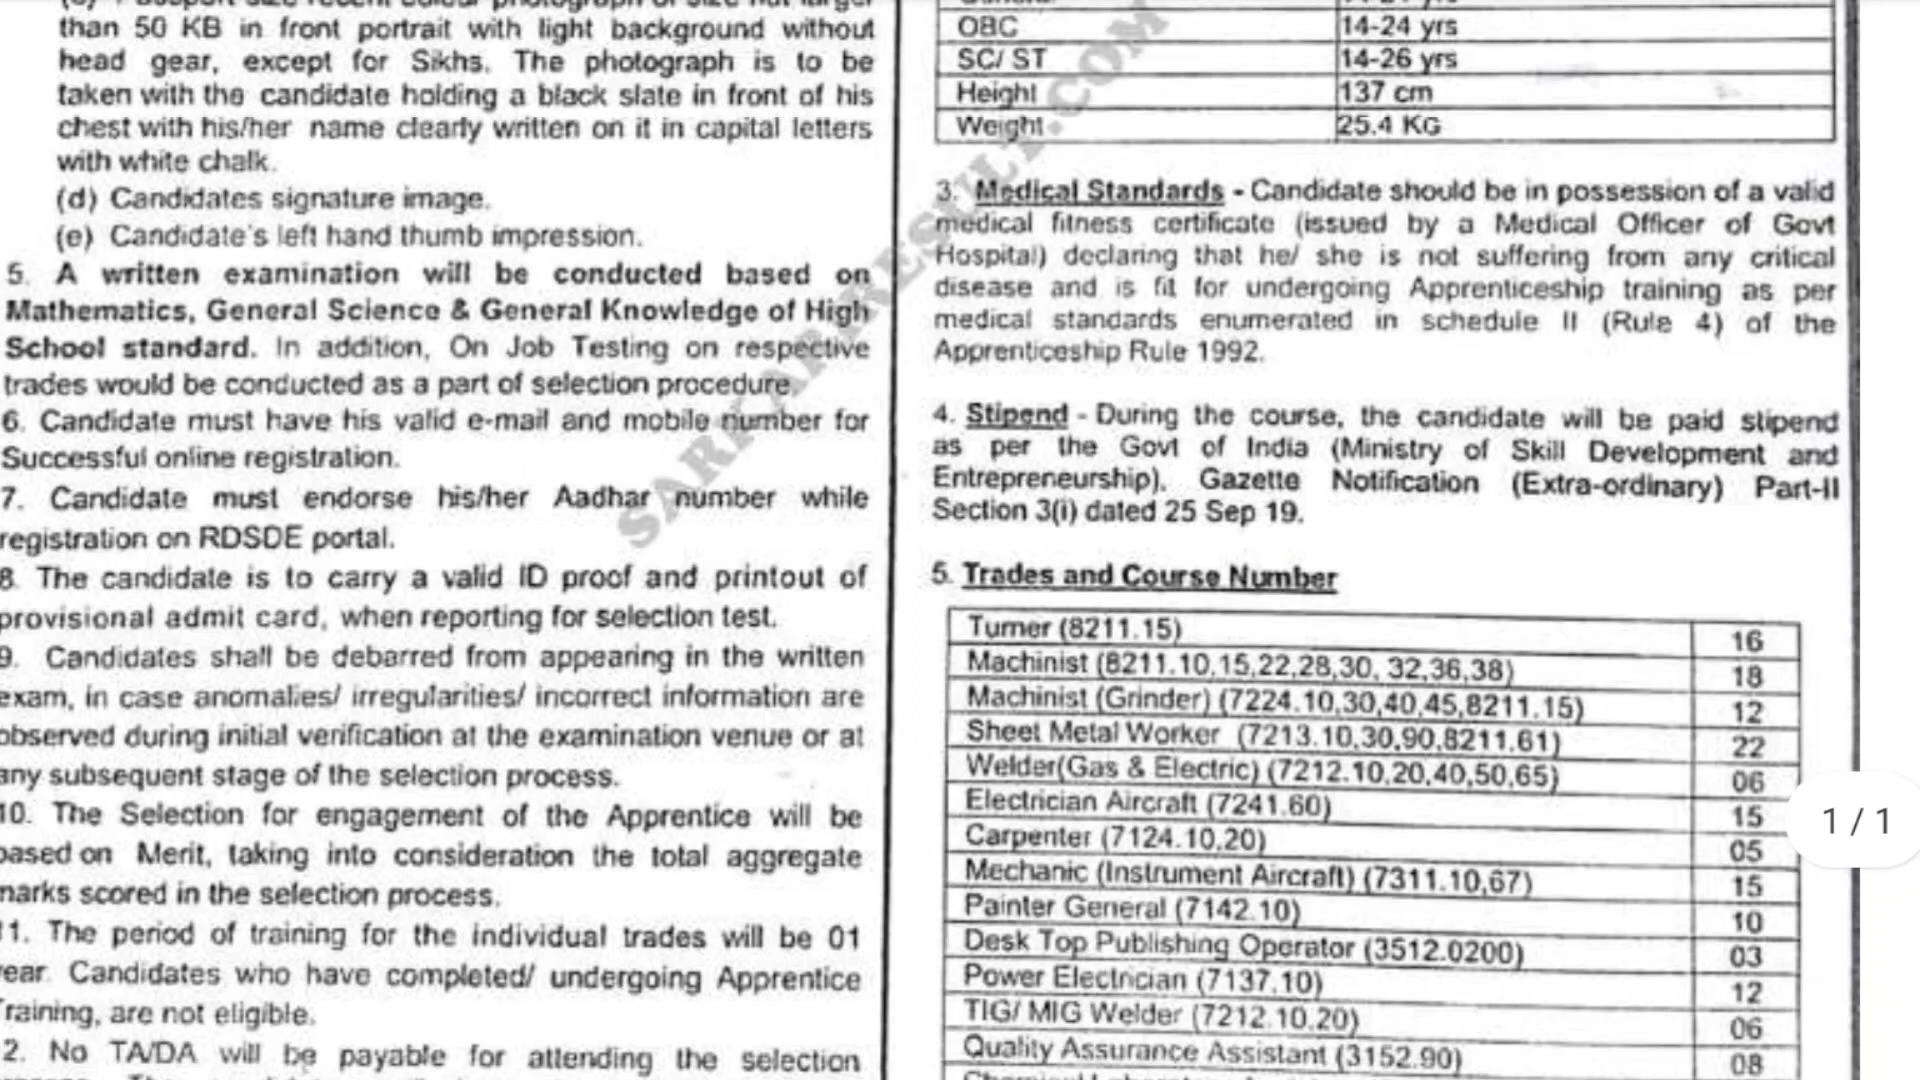 than 50 KB in front portrait with light background without
head gear, except for Sikhs. The photograph is to be
taken with the candidate holding a black slate in front of his
chest with his/her name clearly written on it in capital letters
with white chalk.
(d) Candidates signature image.
(e) Candidate's left hand thumb impression.
5. A written examination will be conducted based on
Mathematics, General Science & General Knowledge of High
School standard. In addition, On Job Testing on respective
trades would be conducted as a part of selection procedure.
6. Candidate must have his valid e-mail and mobile number for
Successful online registration.
7. Candidate must endorse his/her Aadhar number while
registration on RDSDE portal.
8. The candidate is to carry a valid ID proof and printout of
provisional admit card, when reporting for selection test.
9. Candidates shall be debarred from appearing in the written
exam, in case anomalies/ irregularities/ incorrect information are
observed during initial verification at the examination venue or at
any subsequent stage of the selection process.
10. The Selection for engagement of the Apprentice will be
based on Merit, taking into consideration the total aggregate
marks scored in the selection process.
11. The period of training for the individual trades will be 01
year. Candidates who have completed/ undergoing Apprentice
Training, are not eligible.
2. No TA/DA will be payable for attending the selection
OBC 14-24 yrs
SC/ ST 14-26 yrs
Height 137 cm
Weight 25.4 KG
3. Medical Standards - Candidate should be in possession of a valid
medical fitness certificate (issued by a Medical Officer of Govt
Hospital) declaring that he/ she is not suffering from any critical
disease and is fit for undergoing Apprenticeship training as per
medical standards enumerated in schedule II (Rule 4) of the
Apprenticeship Rule 1992.
4. Stipend - During the course, the candidate will be paid stipend
as per the Govt of India (Ministry of Skill Development and
Entrepreneurship), Gazette Notification (Extra-ordinary) Part-II
Section 3(i) dated 25 Sep 19.
5. Trades and Course Number
Turner (8211.15) 16
Machinist (8211.10,15,22,28,30, 32,36,38) 18
Machinist (Grinder) (7224.10,30,40,45,8211.15) 12
Sheet Metal Worker (7213.10,30,90,8211.61) 22
Welder(Gas & Electric) (7212.10,20,40,50,65) 06
Electrician Aircraft (7241.60) 15
Carpenter (7124.10,20) 05
Mechanic (Instrument Aircraft) (7311.10,67) 15
Painter General (7142.10) 10
Desk Top Publishing Operator (3512.0200) 03
Power Electrician (7137.10) 12
TIG/ MIG Welder (7212.10.20) 06
Quality Assurance Assistant (3152.90) 08
SARKARIRESULT.COM
1 / 1